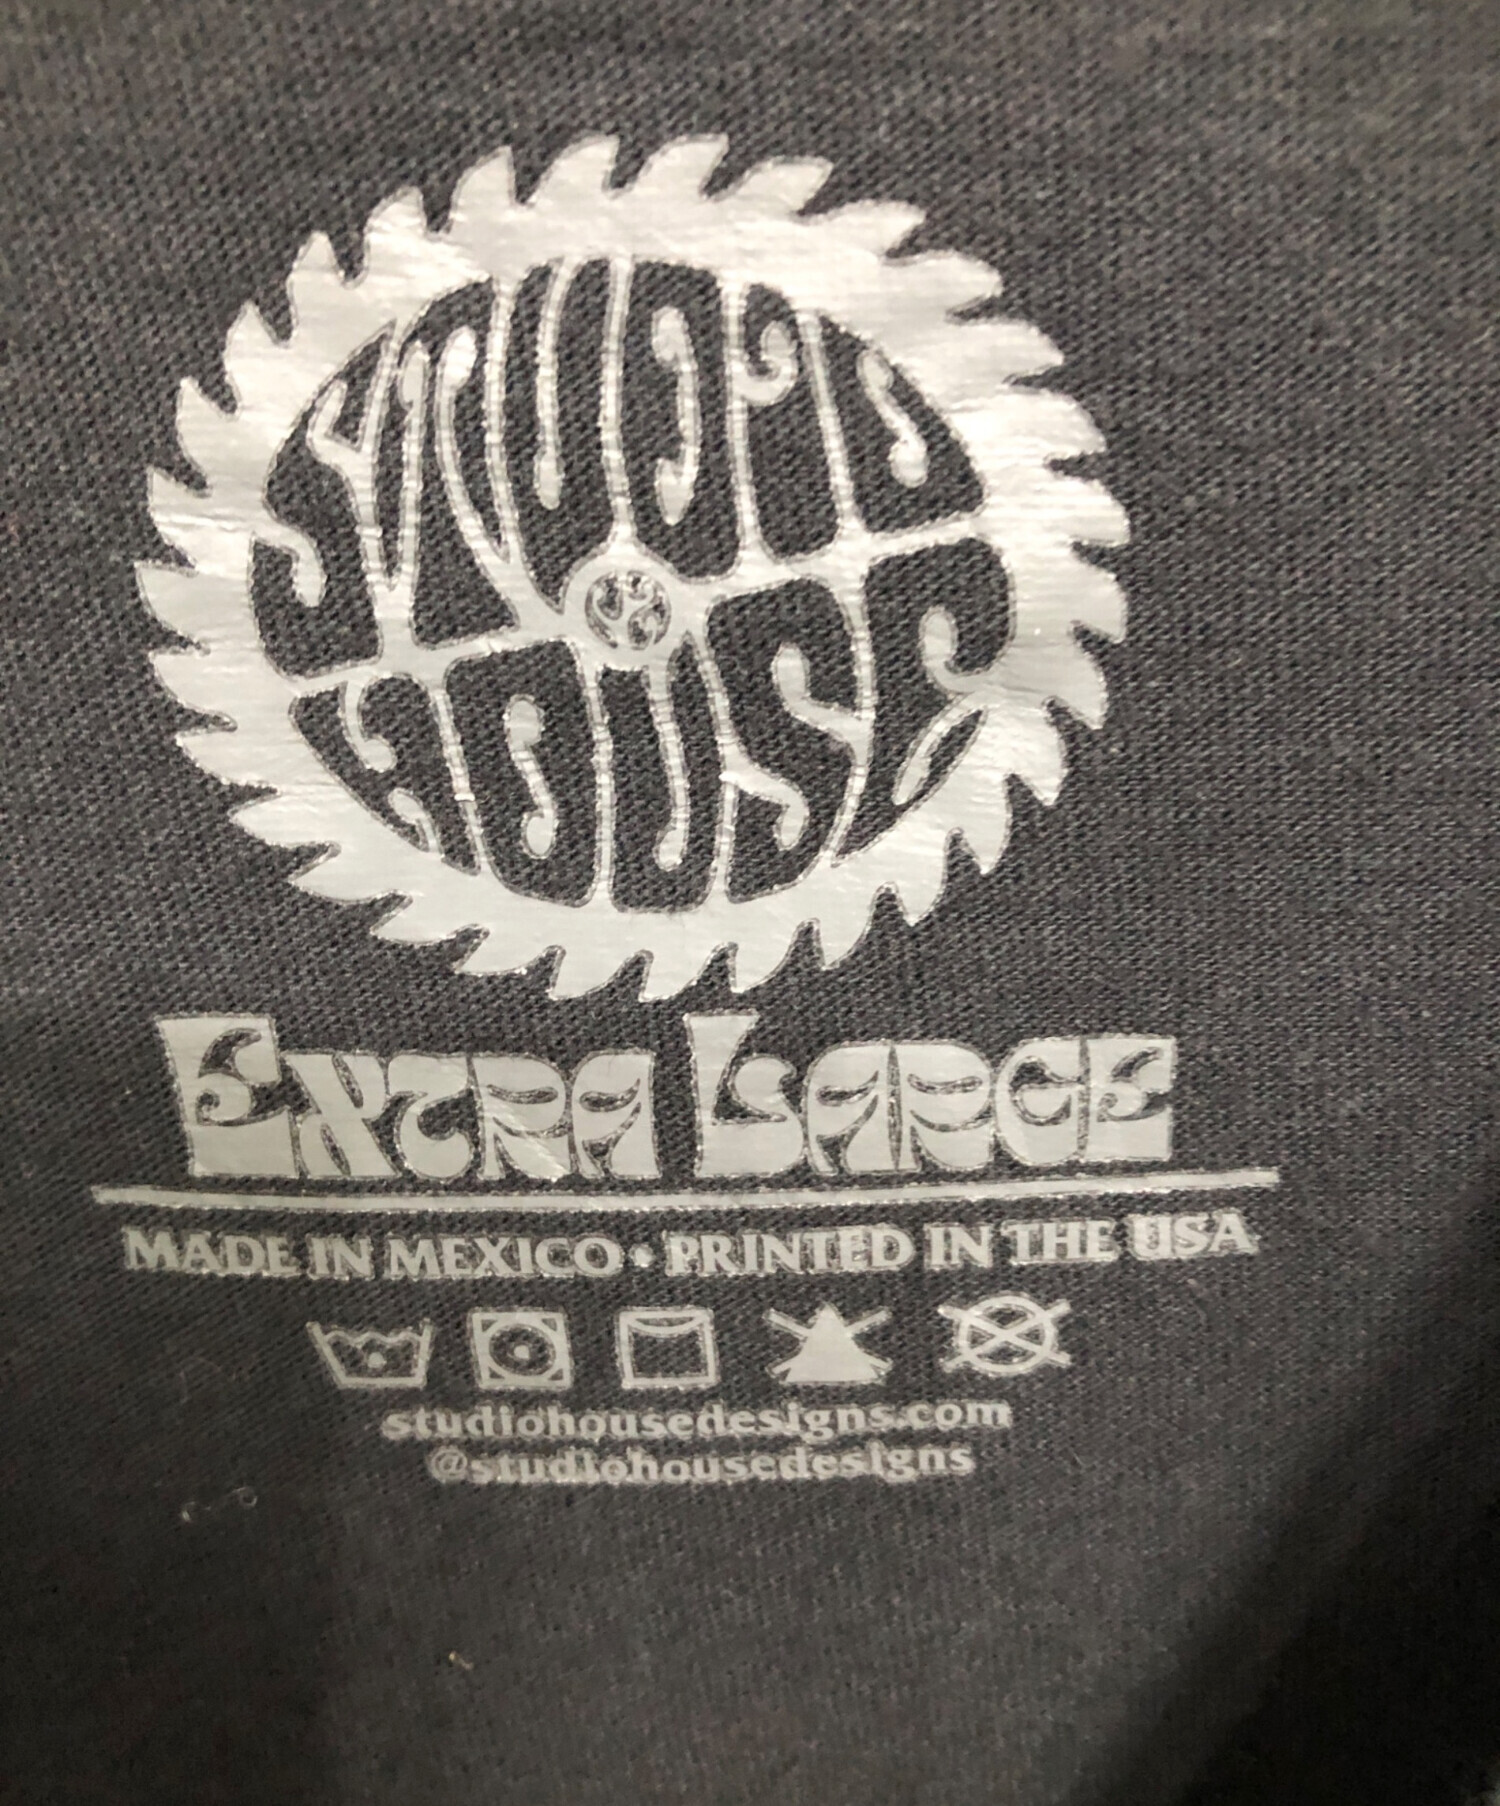 STUDIO
HOUSE
EXTRA LARGE
MADE IN MEXICO • PRINTED IN THE USA
studiohousedesigns.com
@studiohousedesigns